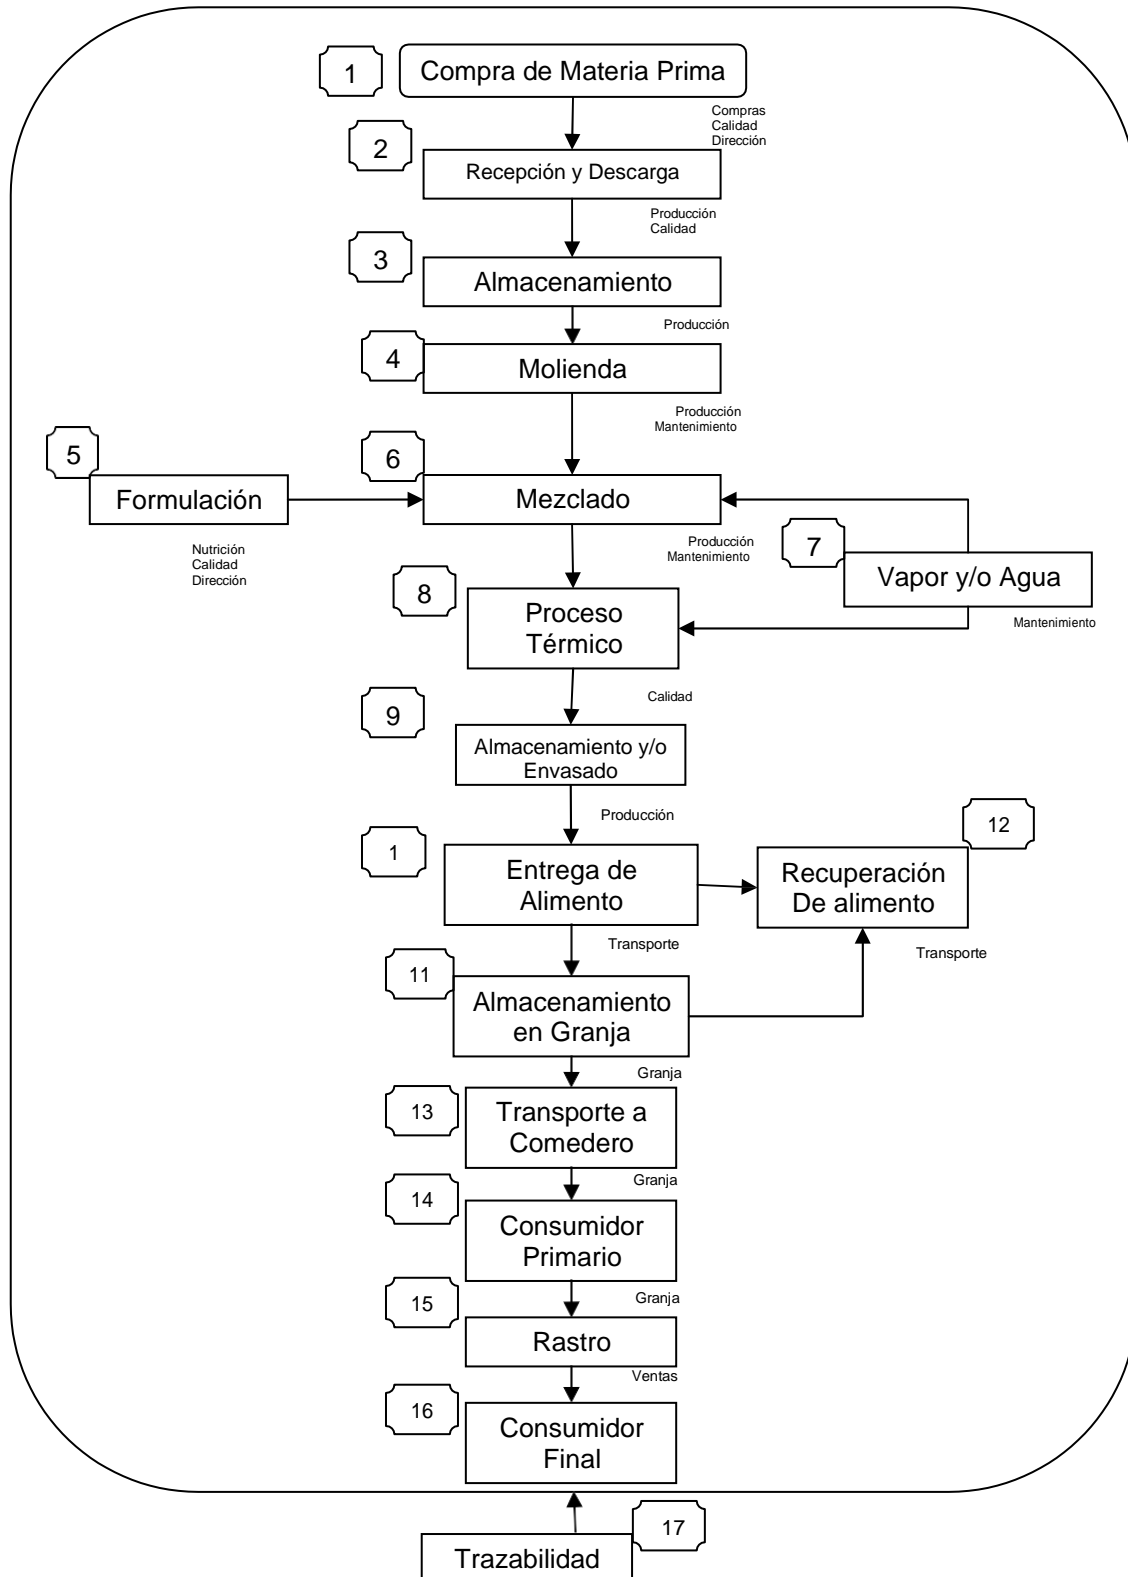 1
Compra de Materia Prima
Compras
Calidad
Dirección
2
Recepción y Descarga
Producción
Calidad
3
Almacenamiento
Producción
4
Molienda
Producción
Mantenimiento
5
Formulación
Nutrición
Calidad
Dirección
6
Mezclado
Producción
Mantenimiento
7
Vapor y/o Agua
Mantenimiento
8
Proceso
Térmico
Calidad
9
Almacenamiento y/o
Envasado
Producción
1
Entrega de
Alimento
Transporte
12
Recuperación
De alimento
Transporte
11
Almacenamiento
en Granja
Granja
13
Transporte a
Comedero
Granja
14
Consumidor
Primario
Granja
15
Rastro
Ventas
16
Consumidor
Final
17
Trazabilidad